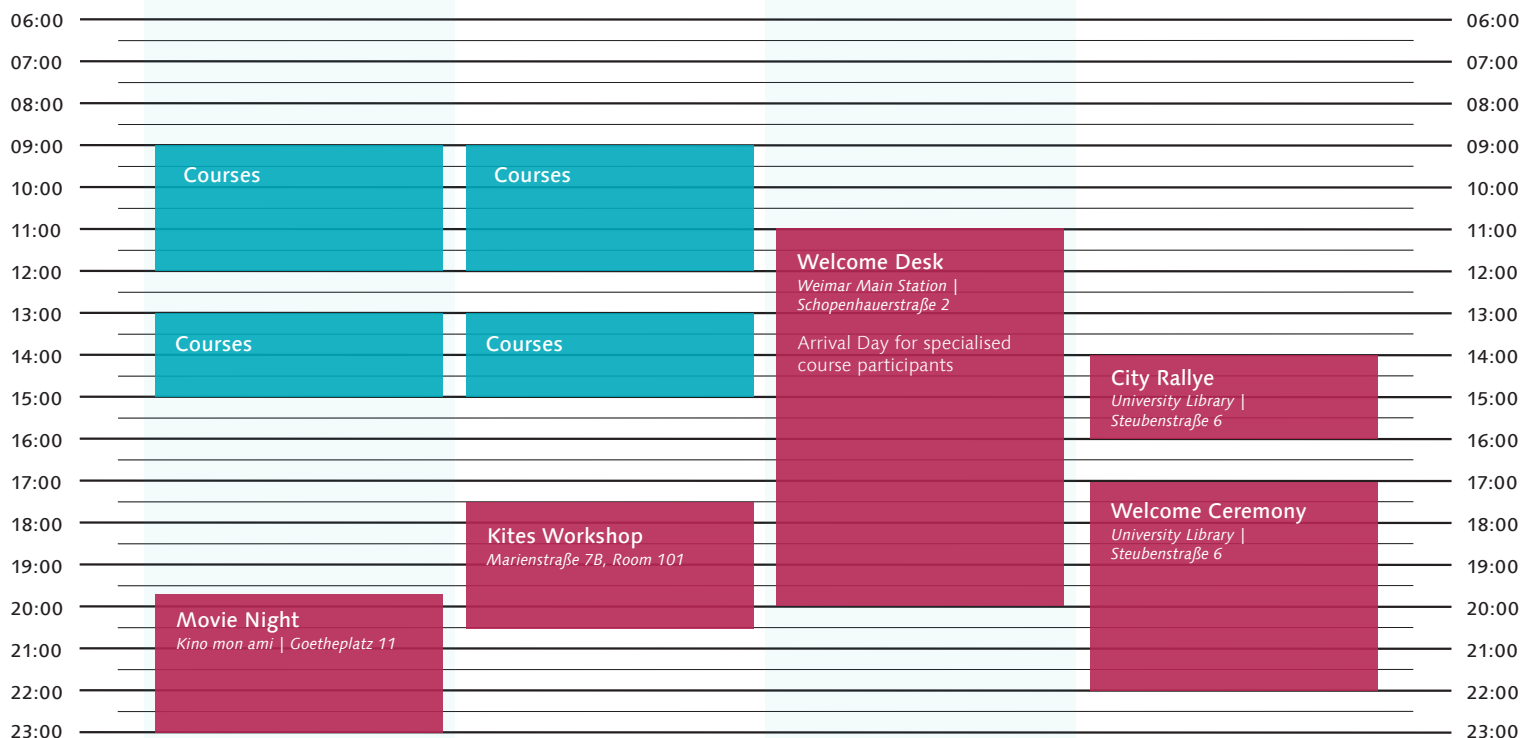 06:00
07:00
08:00
09:00
10:00
11:00
12:00
13:00
14:00
15:00
16:00
17:00
18:00
19:00
20:00
21:00
22:00
23:00
Courses
Courses
Movie Night
Kino mon ami | Goetheplatz 11
Courses
Courses
Kites Workshop
Marienstraße 7B, Room 101
Welcome Desk
Weimar Main Station |
Schopenhauerstraße 2
Arrival Day for specialised
course participants
City Rallye
University Library |
Steubenstraße 6
Welcome Ceremony
University Library |
Steubenstraße 6
06:00
07:00
08:00
09:00
10:00
11:00
12:00
13:00
14:00
15:00
16:00
17:00
18:00
19:00
20:00
21:00
22:00
23:00